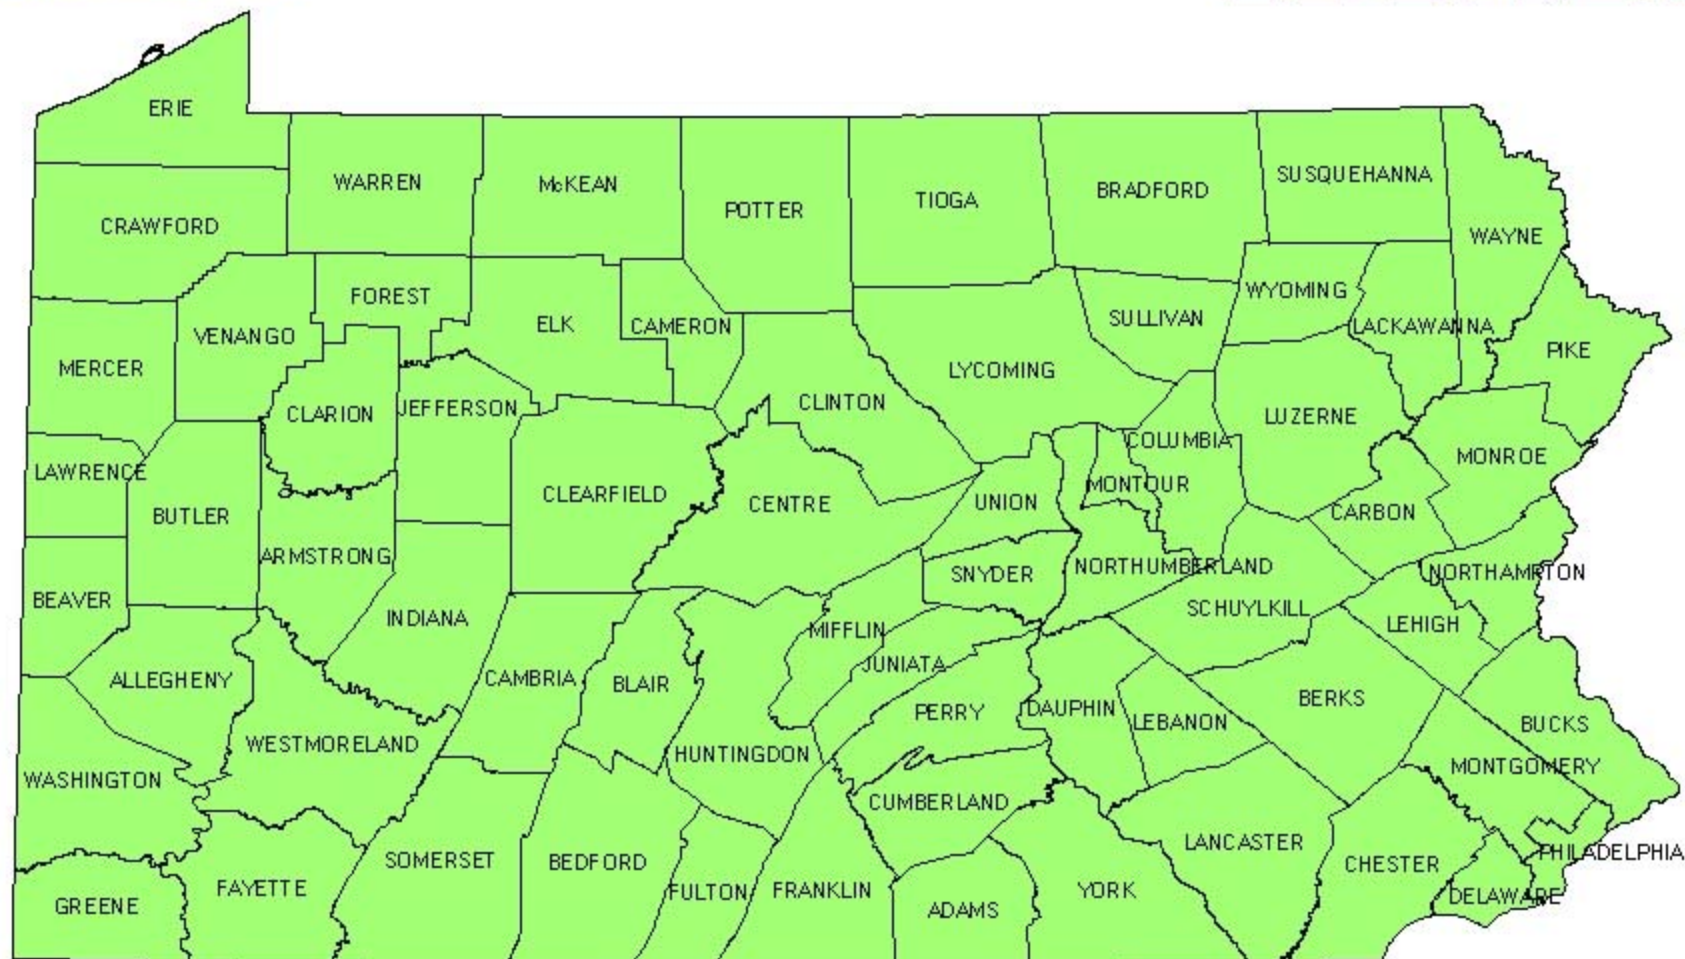 ERIE
WARREN
McKEAN
POTTER
TIOGA
BRADFORD
SUSQUEHANNA
WAYNE
CRAWFORD
FOREST
ELK
CAMERON
SULLIVAN
WYOMING
LACKAWANNA
PIKE
VENANGO
MERCER
CLARION
JEFFERSON
CLINTON
LYCOMING
LUZERNE
COLUMBIA
MONROE
LAWRENCE
BUTLER
CLEARFIELD
CENTRE
UNION
MONTOUR
CARBON
ARMSTRONG
BEAVER
INDIANA
SNYDER
NORTHUMBERLAND
NORTHAMPTON
SCHUYLKILL
LEHIGH
MIFFLIN
JUNIATA
ALLEGHENY
CAMBRIA
BLAIR
PERRY
DAUPHIN
LEBANON
BERKS
BUCKS
WESTMORELAND
HUNTINGDON
MONTGOMERY
WASHINGTON
CUMBERLAND
LANCASTER
CHESTER
PHILADELPHIA
SOMERSET
BEDFORD
FULTON
FRANKLIN
ADAMS
YORK
DELAWARE
GREENE
FAYETTE